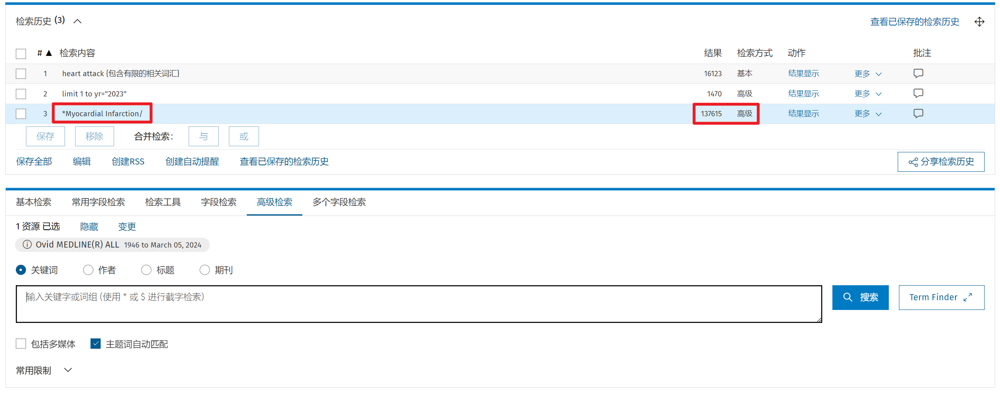 检索历史 (3)
查看已保存的检索历史
# ▲ 检索内容 结果 检索方式 动作 批注
1 heart attack {包含有限的相关词汇} 16123 基本 结果显示 更多
2 limit 1 to yr="2023" 1470 高级 结果显示 更多
3 *Myocardial Infarction/ 137615 高级 结果显示 更多
保存 移除 合并检索: 与 或
保存全部 编辑 创建RSS 创建自动提醒 查看已保存的检索历史 分享检索历史
基本检索 常用字段检索 检索工具 字段检索 高级检索 多个字段检索
1 资源 已选 隐藏 变更
Ovid MEDLINE(R) ALL 1946 to March 05, 2024
关键词 作者 标题 期刊
输入关键字或词组 (使用 * 或 $ 进行截字检索)
搜索 Term Finder
包括多媒体 主题词自动匹配
常用限制